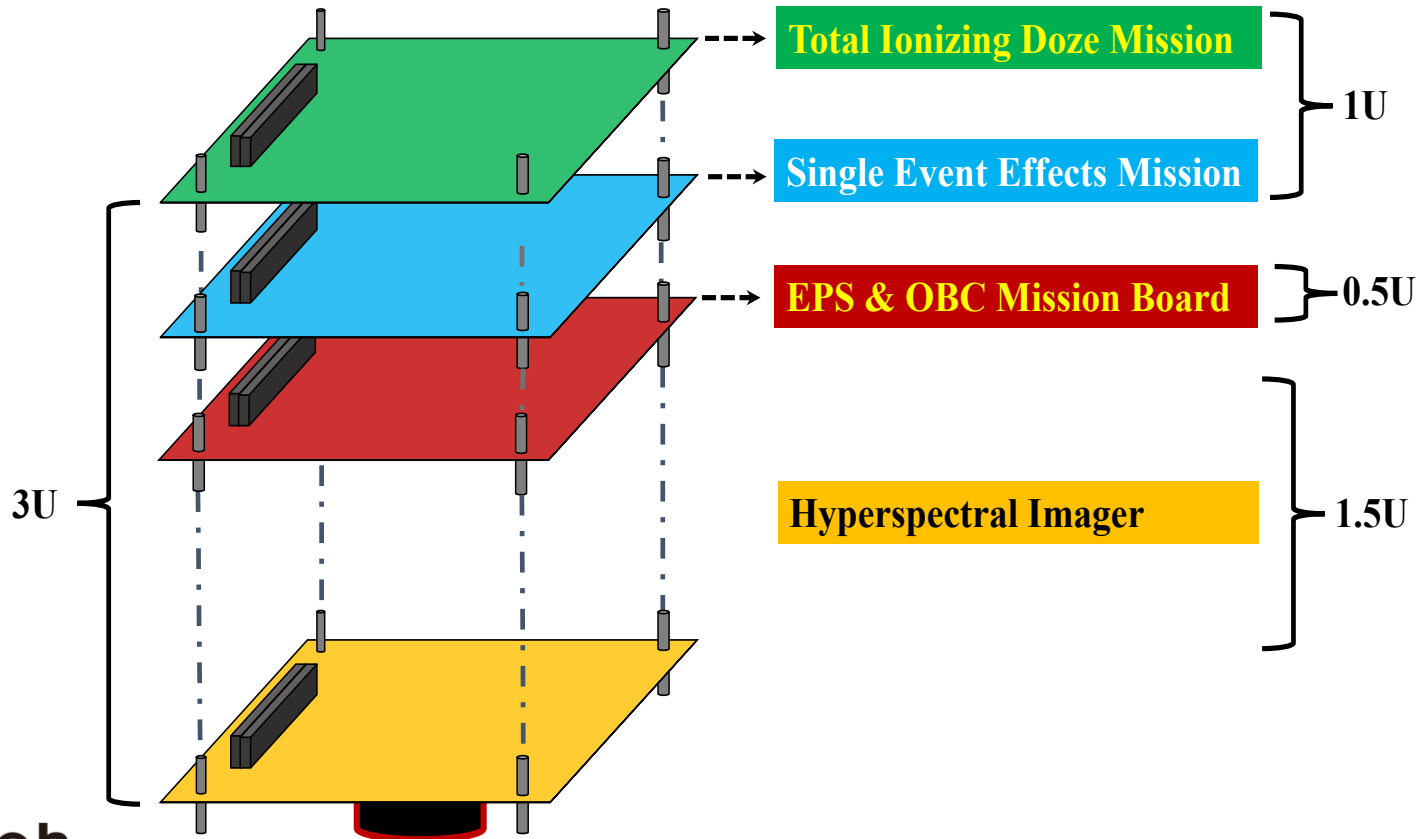 Total Ionizing Doze Mission
1U
Single Event Effects Mission
EPS & OBC Mission Board
0.5U
3U
Hyperspectral Imager
1.5U